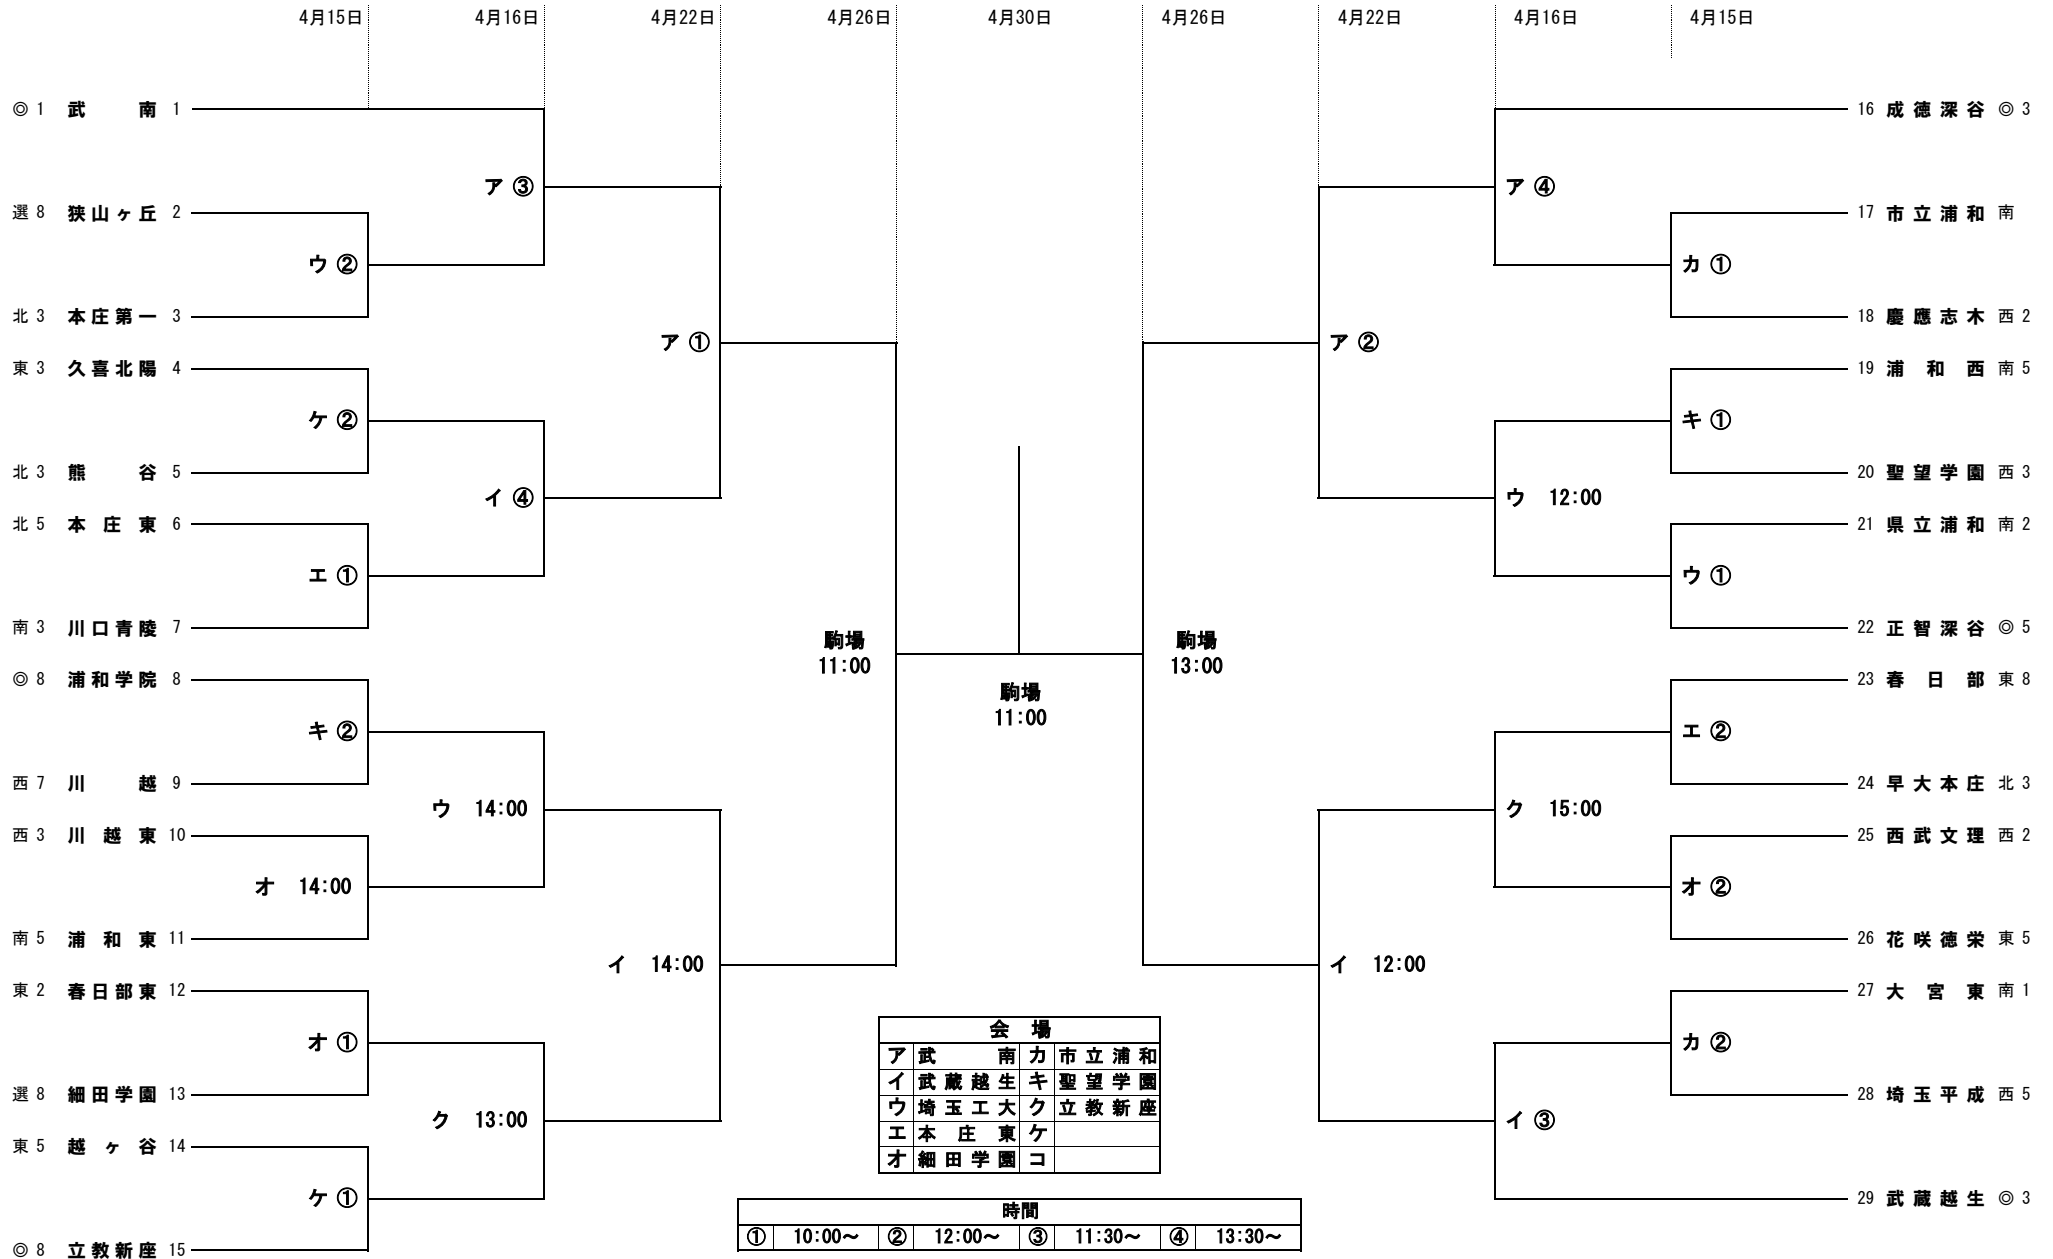 4月15日 4月16日 4月22日 4月26日 4月30日 4月26日 4月22日 4月16日 4月15日
◎ 1 武 南 1
16 成徳深谷 ◎ 3
ア ③
ア ④
選 8 狭山ヶ丘 2
17 市立浦和 南
ウ ②
カ ①
北 3 本庄第一 3
18 慶應志木 西 2
ア ①
ア ②
東 3 久喜北陽 4
19 浦和西 南 5
ケ ②
キ ①
北 3 熊 谷 5
20 聖望学園 西 3
イ ④
ウ 12:00
北 5 本庄東 6
21 県立浦和 南 2
エ ①
ウ ①
南 3 川口青陵 7
22 正智深谷 ◎ 5
駒場
11:00
駒場
13:00
◎ 8 浦和学院 8
23 春日部 東 8
駒場
11:00
キ ②
エ ②
西 7 川 越 9
24 早大本庄 北 3
ウ 14:00
ク 15:00
西 3 川越東 10
25 西武文理 西 2
オ 14:00
オ ②
南 5 浦和東 11
26 花咲徳栄 東 5
イ 14:00
イ 12:00
東 2 春日部東 12
27 大宮東 南 1
オ ①
カ ②
選 8 細田学園 13
28 埼玉平成 西 5
ク 13:00
イ ③
東 5 越ヶ谷 14
ケ ①
29 武蔵越生 ◎ 3
◎ 8 立教新座 15
会 場
ア 武 南 カ 市立浦和
イ 武蔵越生 キ 聖望学園
ウ 埼玉工大 ク 立教新座
エ 本庄東 ケ
オ 細田学園 コ
時間
① 10:00～ ② 12:00～ ③ 11:30～ ④ 13:30～